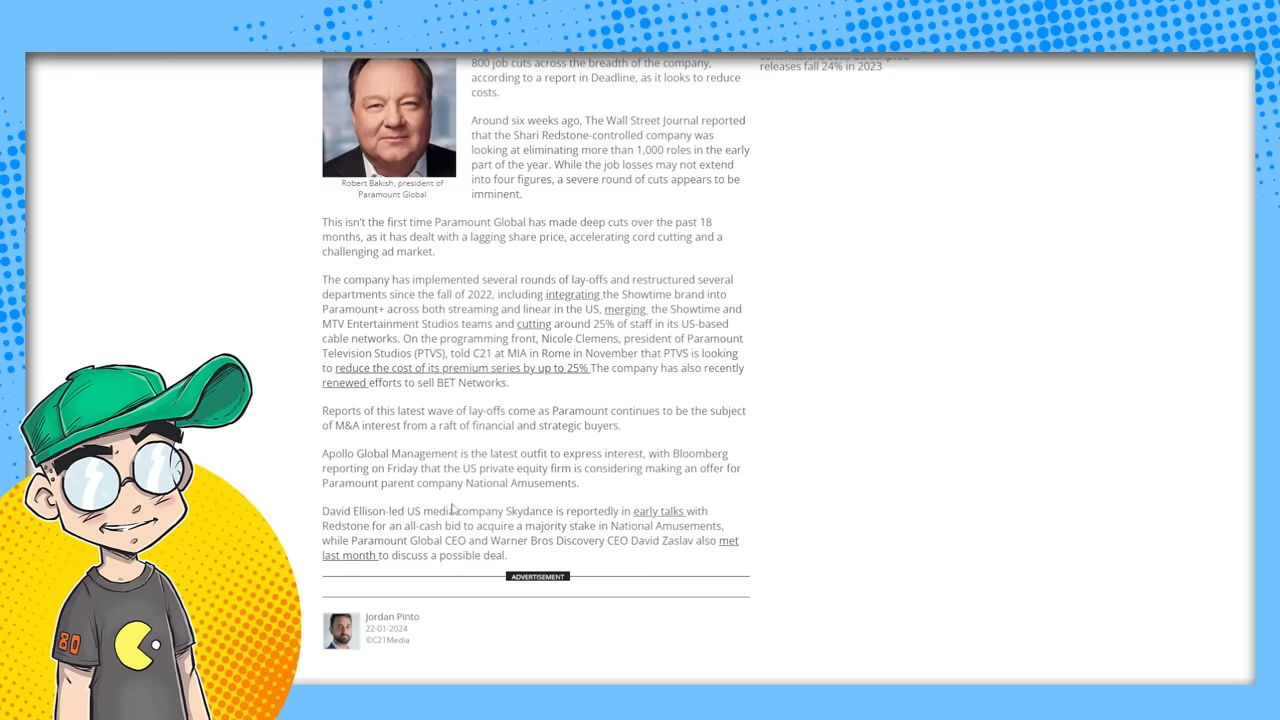 800 job cuts across the breadth of the company,
according to a report in Deadline, as it looks to reduce
costs.
Around six weeks ago, The Wall Street Journal reported
that the Shari Redstone-controlled company was
looking at eliminating more than 1,000 roles in the early
part of the year. While the job losses may not extend
into four figures, a severe round of cuts appears to be
imminent.
Robert Bakish, president of
Paramount Global
This isn't the first time Paramount Global has made deep cuts over the past 18
months, as it has dealt with a lagging share price, accelerating cord cutting and a
challenging ad market.
The company has implemented several rounds of lay-offs and restructured several
departments since the fall of 2022, including integrating the Showtime brand into
Paramount+ across both streaming and linear in the US, merging the Showtime and
MTV Entertainment Studios teams and cutting around 25% of staff in its US-based
cable networks. On the programming front, Nicole Clemens, president of Paramount
Television Studios (PTVS), told C21 at MIA in Rome in November that PTVS is looking
to reduce the cost of its premium series by up to 25%. The company has also recently
renewed efforts to sell BET Networks.
Reports of this latest wave of lay-offs come as Paramount continues to be the subject
of M&A interest from a raft of financial and strategic buyers.
Apollo Global Management is the latest outfit to express interest, with Bloomberg
reporting on Friday that the US private equity firm is considering making an offer for
Paramount parent company National Amusements.
David Ellison-led US media company Skydance is reportedly in early talks with
Redstone for an all-cash bid to acquire a majority stake in National Amusements,
while Paramount Global CEO and Warner Bros Discovery CEO David Zaslav also met
last month to discuss a possible deal.
ADVERTISEMENT
Jordan Pinto
22-01-2024
©C21Media
releases fall 24% in 2023
80